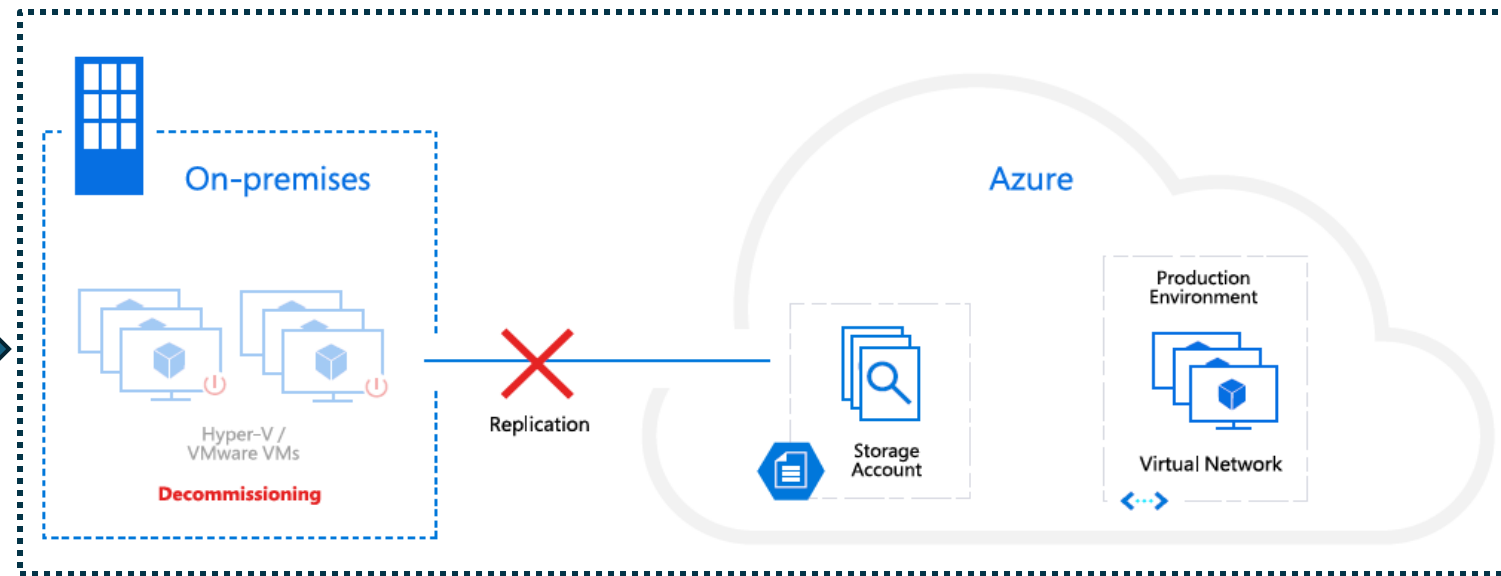 On-premises
Hyper-V /
VMware VMs
Decommissioning
Replication
Azure
Storage
Account
Production
Environment
Virtual Network